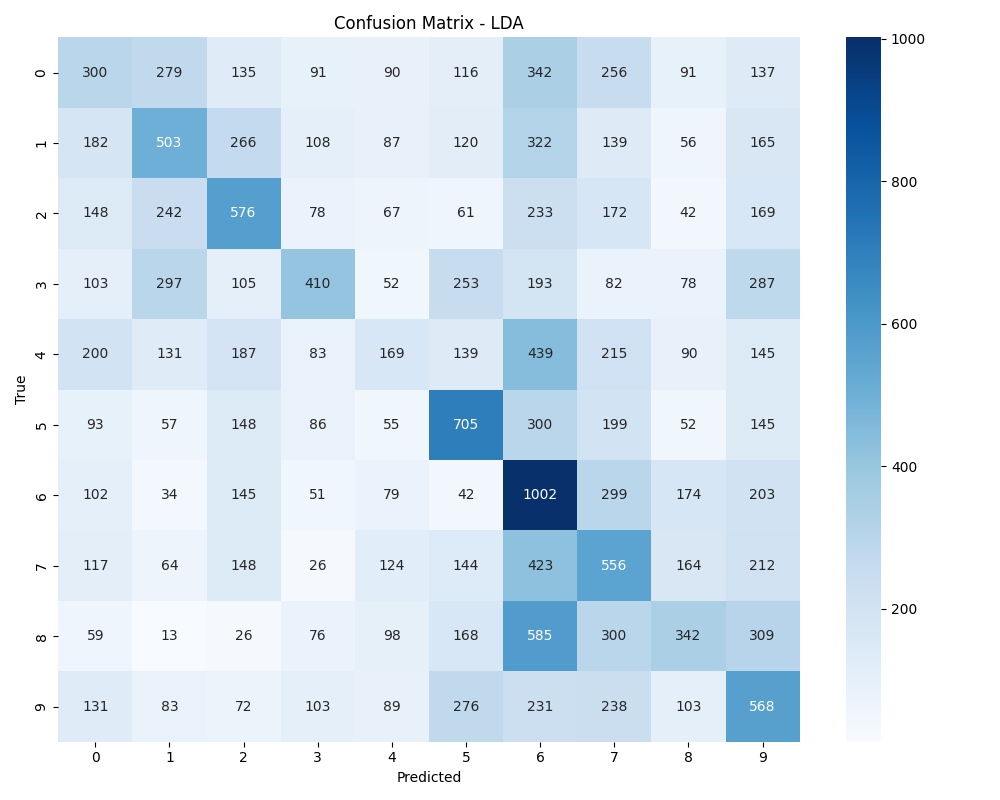 Confusion Matrix - LDA
0 300 279 135 91 90 116 342 256 91 137
1 182 503 266 108 87 120 322 139 56 165
2 148 242 576 78 67 61 233 172 42 169
3 103 297 105 410 52 253 193 82 78 287
4 200 131 187 83 169 139 439 215 90 145
5 93 57 148 86 55 705 300 199 52 145
6 102 34 145 51 79 42 1002 299 174 203
7 117 64 148 26 124 144 423 556 164 212
8 59 13 26 76 98 168 585 300 342 309
9 131 83 72 103 89 276 231 238 103 568
0 1 2 3 4 5 6 7 8 9
Predicted
True
1000
800
600
400
200